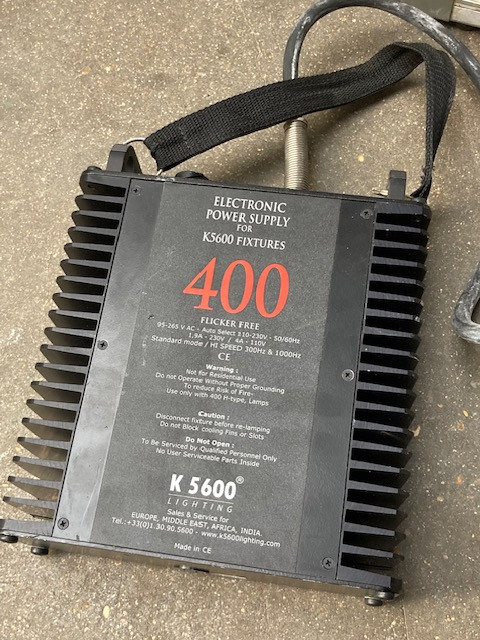 ELECTRONIC
POWER SUPPLY
FOR
K5600 FIXTURES
400
FLICKER FREE
95-265 V AC - Auto Select 110-230V - 50/60Hz
1.9A - 230V / 4A - 110V
Standard mode / HI SPEED 300Hz & 1000Hz
CE
Warning :
Not for Residential Use
Do not Operate Without Proper Grounding
To reduce Risk of Fire-
Use only with 400 H-type, Lamps
Caution :
Disconnect fixture before re-lamping
Do not Block cooling Fins or Slots
Do Not Open :
To Be Serviced by Qualified Personnel Only
No User Serviceable Parts Inside
K 5600®
LIGHTING
Sales & Service for
EUROPE, MIDDLE EAST, AFRICA, INDIA.
Tel.:+33(0)1.30.90.5600 - www.k5600lighting.com
Made in CE